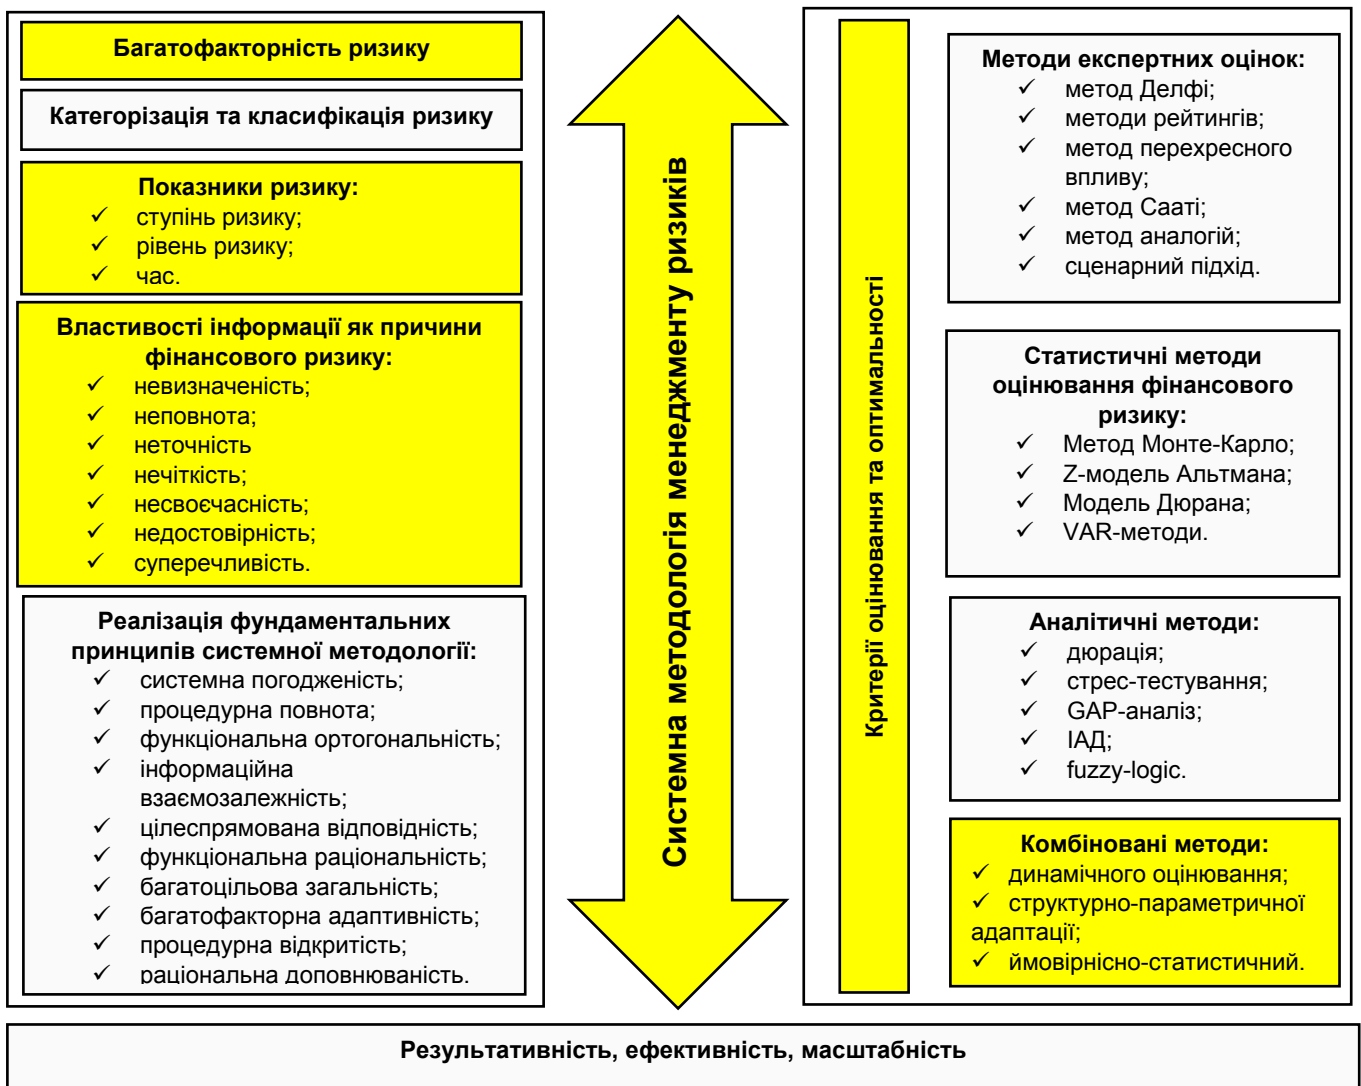 Багатофакторність ризику
Категорізація та класифікація ризику
Показники ризику:
✓ ступінь ризику;
✓ рівень ризику;
✓ час.
Властивості інформації як причини
фінансового ризику:
✓ невизначеність;
✓ неповнота;
✓ неточність
✓ нечіткість;
✓ несвоєчасність;
✓ недостовірність;
✓ суперечливість.
Реалізація фундаментальних
принципів системної методології:
✓ системна погодженість;
✓ процедурна повнота;
✓ функціональна ортогональність;
✓ інформаційна
взаємозалежність;
✓ цілеспрямована відповідність;
✓ функціональна раціональність;
✓ багатоцільова загальність;
✓ багатофакторна адаптивність;
✓ процедурна відкритість;
✓ раціональна доповнюваність.
Системна методологія менеджменту ризиків
Критерії оцінювання та оптимальності
Методи експертних оцінок:
✓ метод Делфі;
✓ методи рейтингів;
✓ метод перехресного
впливу;
✓ метод Сааті;
✓ метод аналогій;
✓ сценарний підхід.
Статистичні методи
оцінювання фінансового
ризику:
✓ Метод Монте-Карло;
✓ Z-модель Альтмана;
✓ Модель Дюрана;
✓ VAR-методи.
Аналітичні методи:
✓ дюрація;
✓ стрес-тестування;
✓ GAP-аналіз;
✓ ІАД;
✓ fuzzy-logic.
Комбіновані методи:
✓ динамічного оцінювання;
✓ структурно-параметричної
адаптації;
✓ ймовірнісно-статистичний.
Результативність, ефективність, масштабність